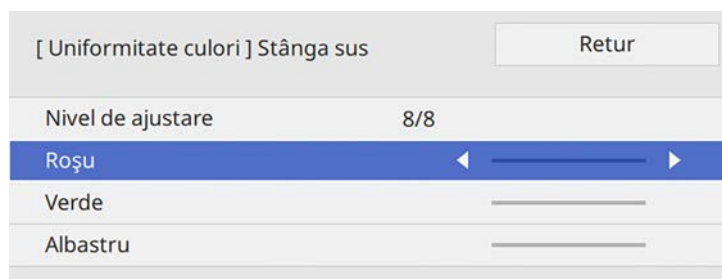 [ Uniformitate culori ] Stânga sus
Retur
Nivel de ajustare 8/8
Roşu
Verde
Albastru